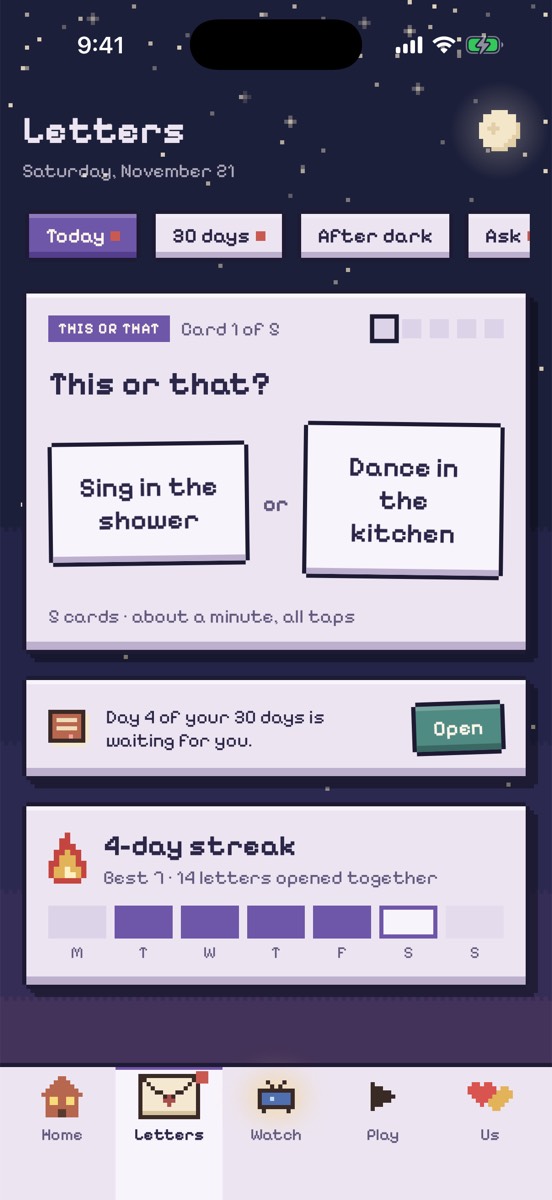 9:41
Letters
Saturday, November 21
Today
30 days
After dark
Ask
THIS OR THAT
Card 1 of 5
This or that?
Sing in the
shower
or
Dance in
the
kitchen
5 cards · about a minute, all taps
Day 4 of your 30 days is
waiting for you.
Open
4-day streak
Best 7 · 14 letters opened together
M T W T F S S
Home Letters Watch Play Us